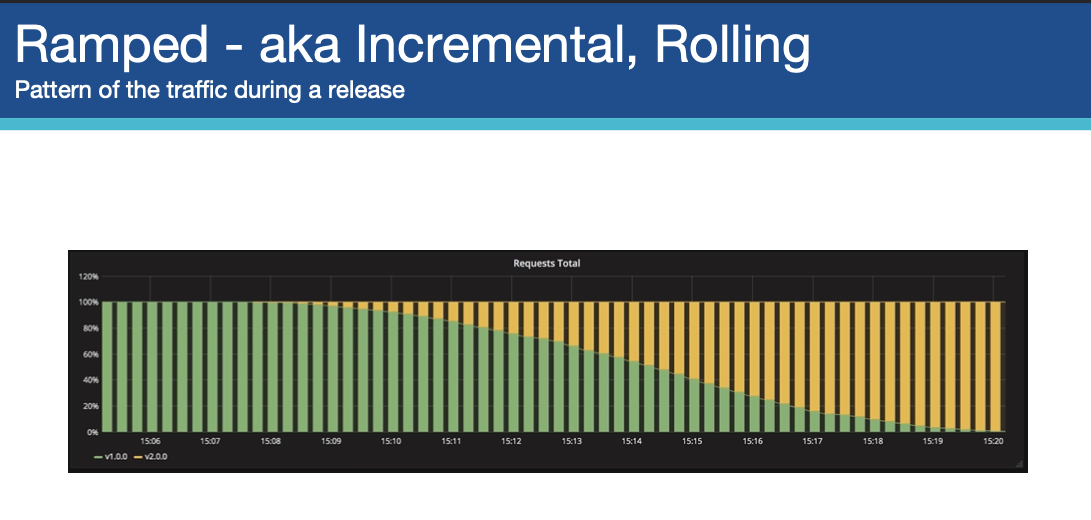 Ramped - aka Incremental, Rolling
Pattern of the traffic during a release
Requests Total
120%
100%
80%
60%
40%
20%
0%
15:06 15:07 15:08 15:09 15:10 15:11 15:12 15:13 15:14 15:15 15:16 15:17 15:18 15:19 15:20
v1.0.0 v2.0.0